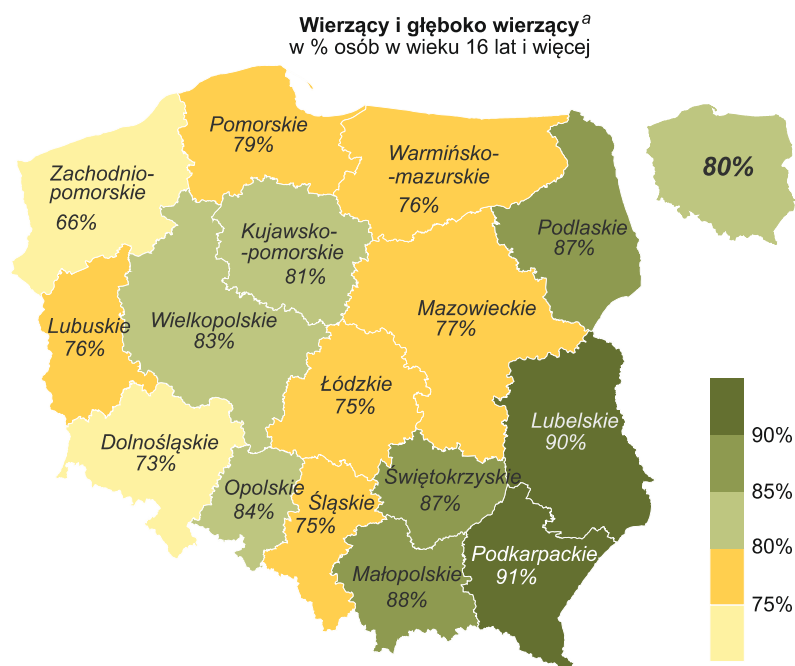 Wierzący i głęboko wierzący a
w % osób w wieku 16 lat i więcej
Pomorskie
79%
Zachodnio-
pomorskie
66%
Warmińsko-
-mazurskie
76%
80%
Kujawsko-
-pomorskie
81%
Podlaskie
87%
Lubuskie
76%
Wielkopolskie
83%
Mazowieckie
77%
Łódzkie
75%
Dolnośląskie
73%
Lubelskie
90%
Opolskie
84%
Śląskie
75%
Świętokrzyskie
87%
Małopolskie
88%
Podkarpackie
91%
90%
85%
80%
75%